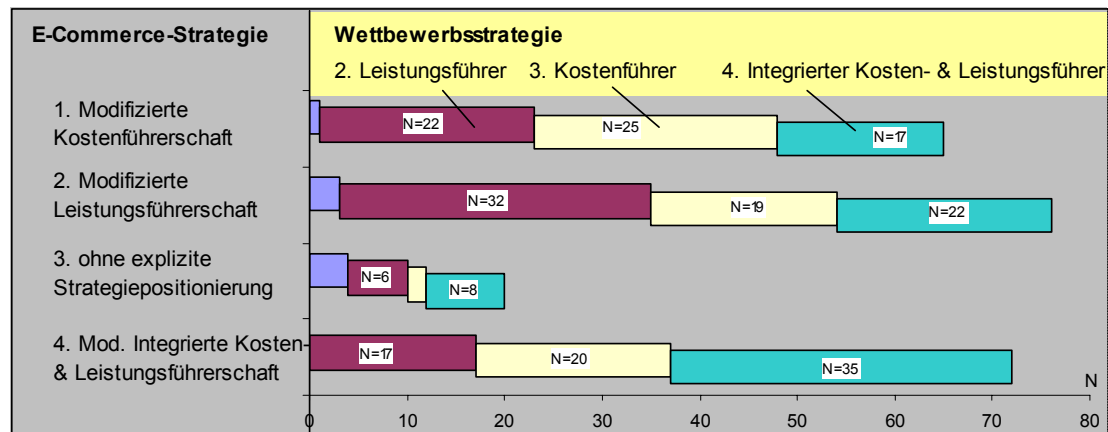 E-Commerce-Strategie
Wettbewerbsstrategie
2. Leistungsführer
3. Kostenführer
4. Integrierter Kosten- & Leistungsführer
1. Modifizierte
Kostenführerschaft
N=22
N=25
N=17
2. Modifizierte
Leistungsführerschaft
N=32
N=19
N=22
3. ohne explizite
Strategiepositionierung
N=6
N=8
4. Mod. Integrierte Kosten-
& Leistungsführerschaft
N=17
N=20
N=35
N
0 10 20 30 40 50 60 70 80